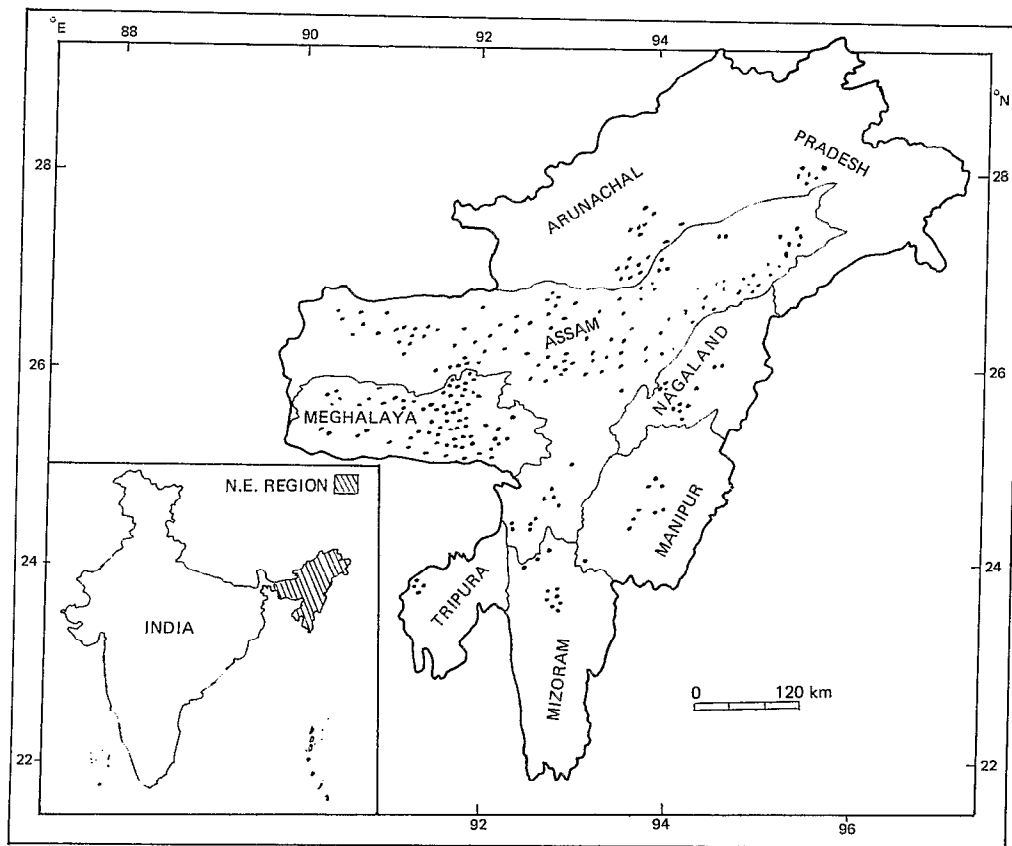 °E
88
90
92
94
°N
28
28
PRADESH
ARUNACHAL
ASSAM
NAGALAND
26
26
MEGHALAYA
N.E. REGION
MANIPUR
24
24
TRIPURA
INDIA
MIZORAM
0 120 km
22
22
92
94
96